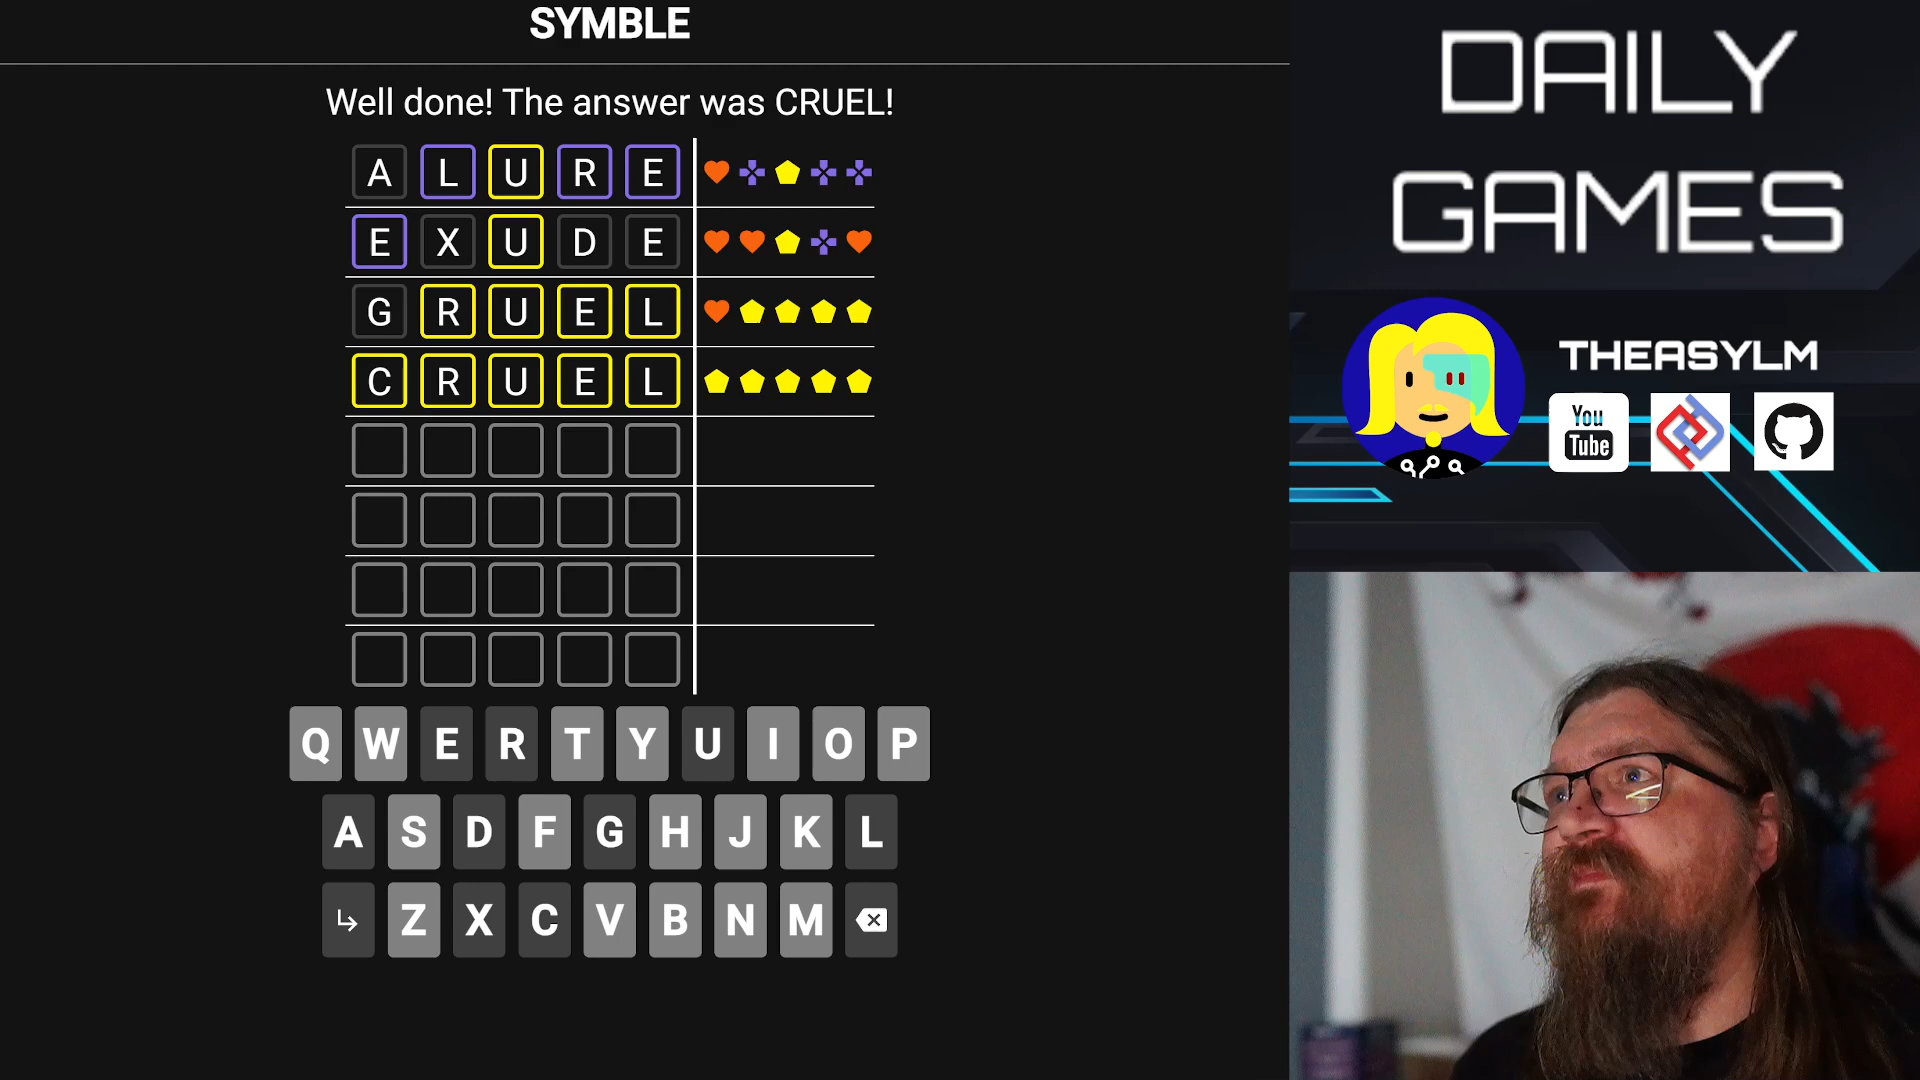 SYMBLE
Well done! The answer was CRUEL!
A L U R E
E X U D E
G R U E L
C R U E L
Q W E R T Y U I O P
A S D F G H J K L
Z X C V B N M
DAILY
GAMES
THEASYLM
You
Tube